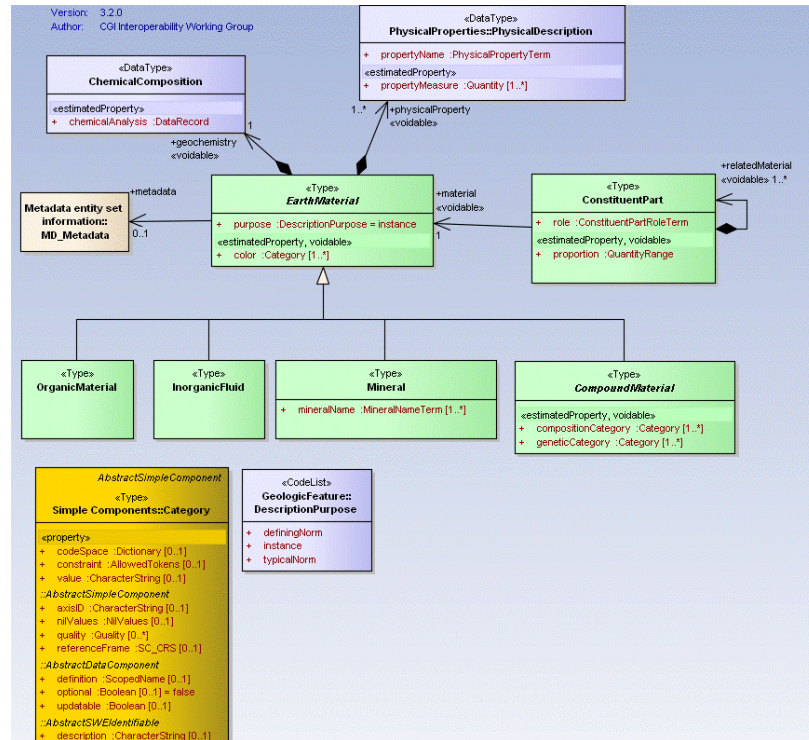 Version: 3.2.0
Author: CGI Interoperability Working Group
«DataType»
PhysicalProperties::PhysicalDescription
+ propertyName :PhysicalPropertyTerm
«estimatedProperty»
+ propertyMeasure :Quantity [1..*]
«DataType»
ChemicalComposition
«estimatedProperty»
+ chemicalAnalysis :DataRecord
1
+geochemistry
«voidable»
1..*
+physicalProperty
«voidable»
Metadata entity set
information::
MD_Metadata
+metadata
0..1
«Type»
EarthMaterial
+ purpose :DescriptionPurpose = instance
«estimatedProperty, voidable»
+ color :Category [1..*]
+material
«voidable»
1
«Type»
ConstituentPart
+ role :ConstituentPartRoleTerm
«estimatedProperty, voidable»
+ proportion :QuantityRange
+relatedMaterial
«voidable» 1..*
«Type»
OrganicMaterial
«Type»
InorganicFluid
«Type»
Mineral
+ mineralName :MineralNameTerm [1..*]
«Type»
CompoundMaterial
«estimatedProperty, voidable»
+ compositionCategory :Category [1..*]
+ geneticCategory :Category [1..*]
AbstractSimpleComponent
«Type»
Simple Components::Category
«property»
+ codeSpace :Dictionary [0..1]
+ constraint :AllowedTokens [0..1]
+ value :CharacterString [0..1]
::AbstractSimpleComponent
+ axisID :CharacterString [0..1]
+ nilValues :NilValues [0..1]
+ quality :Quality [0..*]
+ referenceFrame :SC_CRS [0..1]
::AbstractDataComponent
+ definition :ScopedName [0..1]
+ optional :Boolean [0..1] = false
+ updatable :Boolean [0..1]
::AbstractSWEIdentifiable
+ description :CharacterString [0..1]
«CodeList»
GeologicFeature::
DescriptionPurpose
+ definingNorm
+ instance
+ typicalNorm